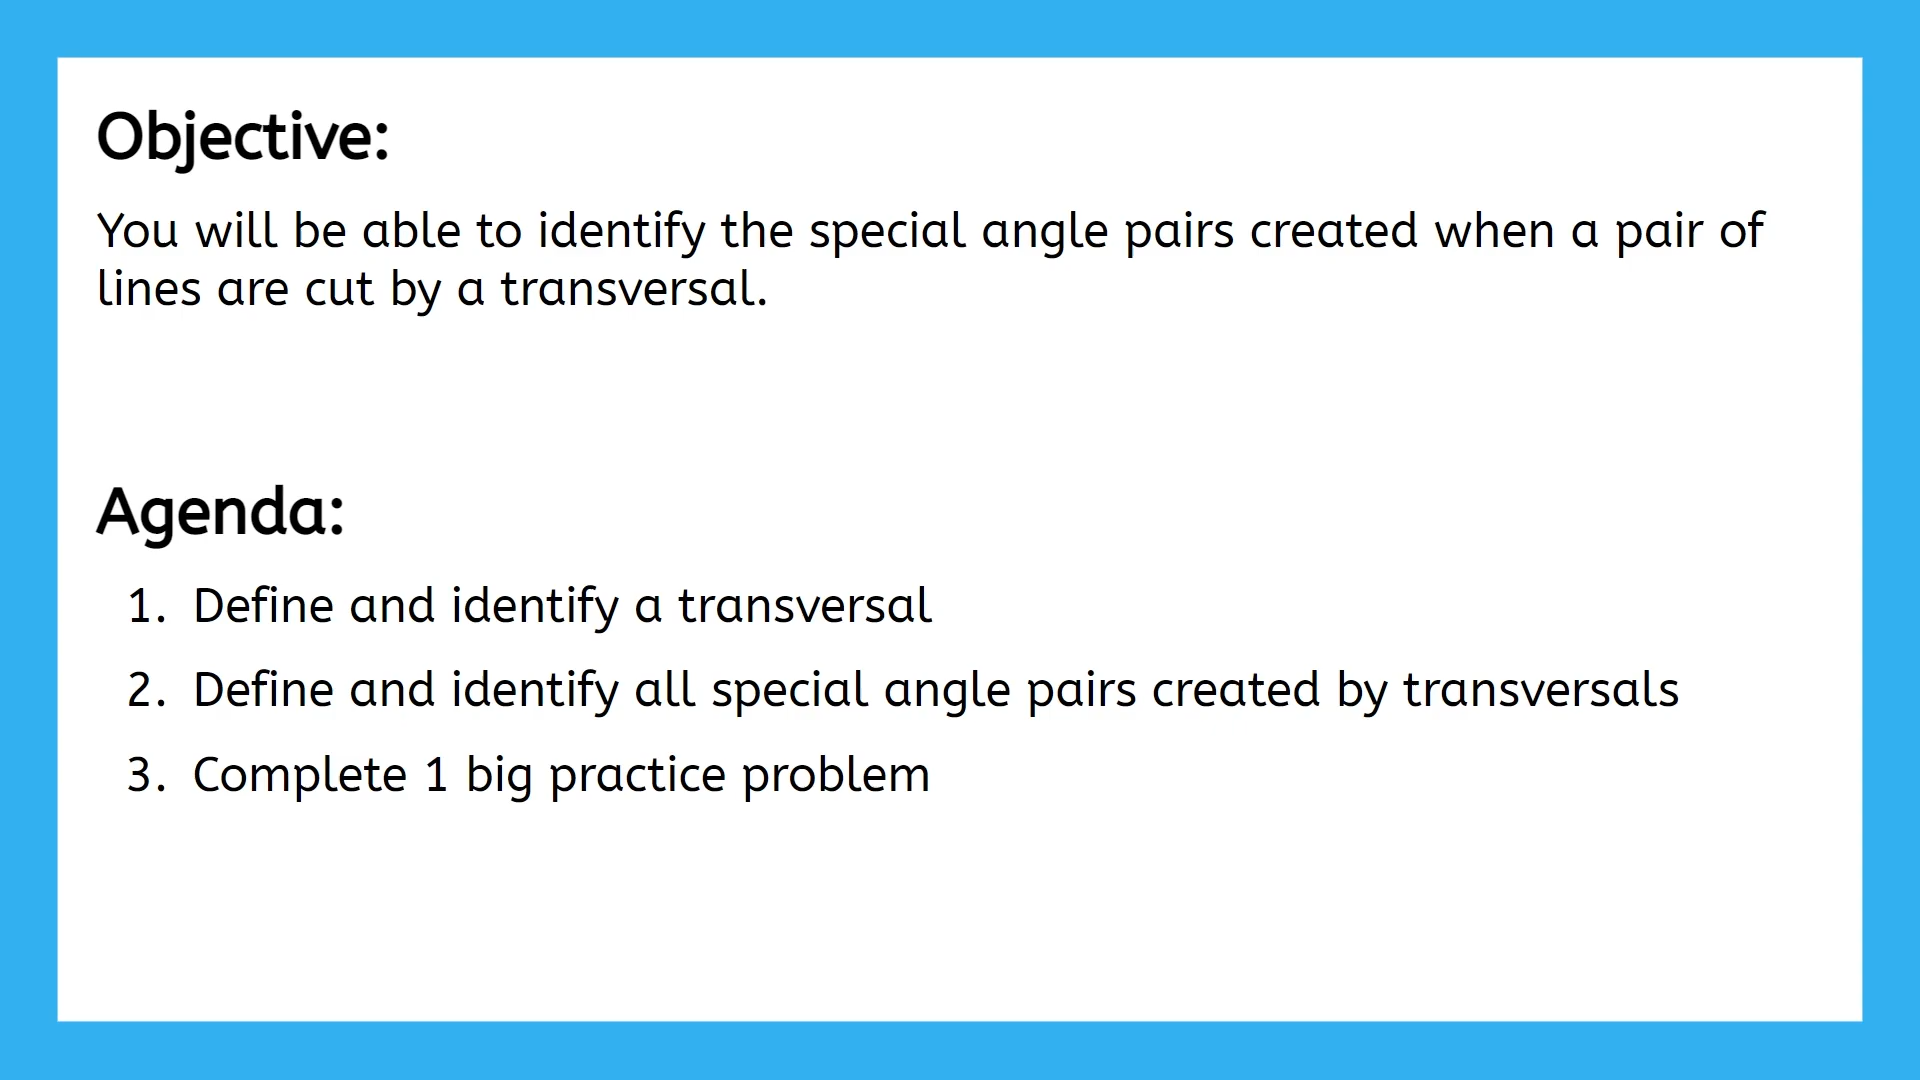 Objective:
You will be able to identify the special angle pairs created when a pair of
lines are cut by a transversal.
Agenda:
1. Define and identify a transversal
2. Define and identify all special angle pairs created by transversals
3. Complete 1 big practice problem